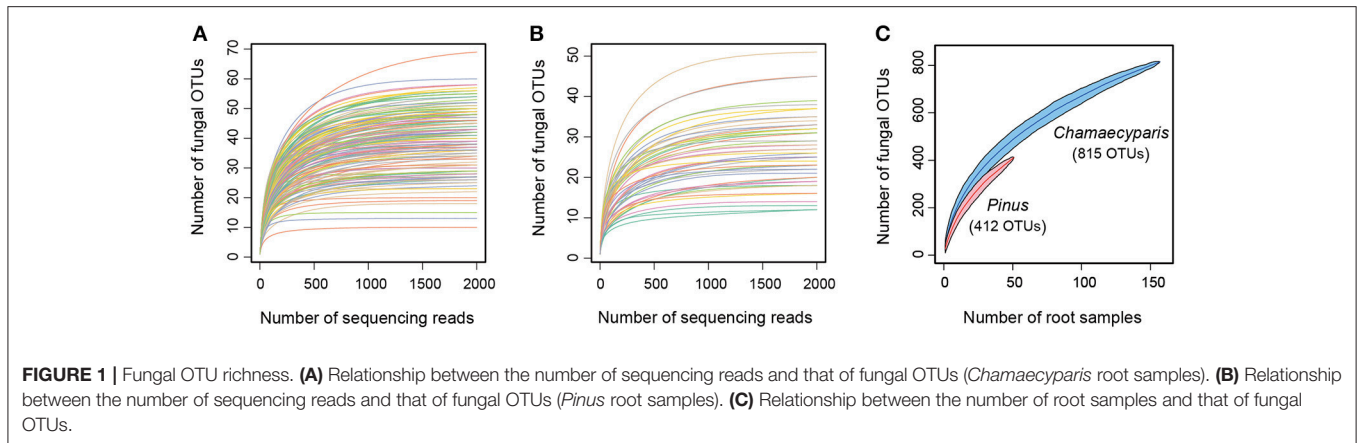 A
Number of fungal OTUs
70
60
50
40
30
20
10
0
0 500 1000 1500 2000
Number of sequencing reads
B
Number of fungal OTUs
50
40
30
20
10
0
0 500 1000 1500 2000
Number of sequencing reads
C
Number of fungal OTUs
800
600
400
200
0
Chamaecyparis
(815 OTUs)
Pinus
(412 OTUs)
0 50 100 150
Number of root samples
FIGURE 1 | Fungal OTU richness. (A) Relationship between the number of sequencing reads and that of fungal OTUs (Chamaecyparis root samples). (B) Relationship
between the number of sequencing reads and that of fungal OTUs (Pinus root samples). (C) Relationship between the number of root samples and that of fungal
OTUs.